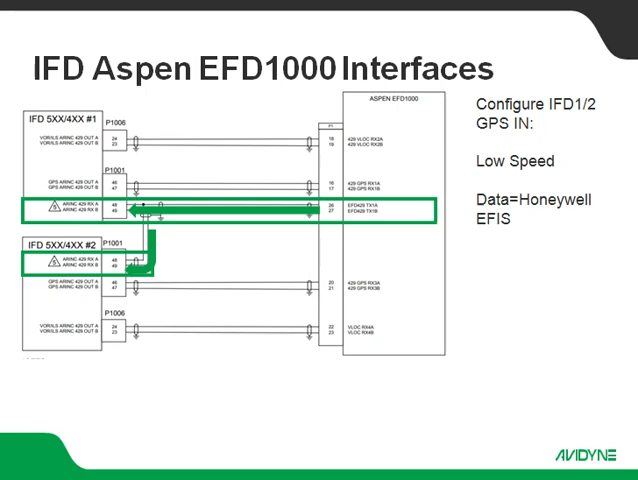 IFD Aspen EFD1000 Interfaces
ASPEN EFD1000
IFD 5XX/4XX #1
P1006
VOR/LS ARINC 429 OUT A
VOR/LS ARINC 429 OUT B
24
23
18
19
429 VLOC RX2A
429 VLOC RX2B
P1001
GPS ARINC 429 OUT A
GPS ARINC 429 OUT B
46
47
16
17
429 GPS RX1A
429 GPS RX1B
ARINC 429 RX A
ARINC 429 RX B
48
49
26
27
EFD429 TX1A
EFD429 TX1B
IFD 5XX/4XX #2
P1001
ARINC 429 RX A
ARINC 429 RX B
48
49
GPS ARINC 429 OUT A
GPS ARINC 429 OUT B
46
47
20
21
429 GPS RX3A
429 GPS RX3B
P1006
VOR/LS ARINC 429 OUT A
VOR/LS ARINC 429 OUT B
24
23
22
23
VLOC RX4A
VLOC RX4B
Configure IFD1/2
GPS IN:
Low Speed
Data=Honeywell
EFIS
AVIDYNE